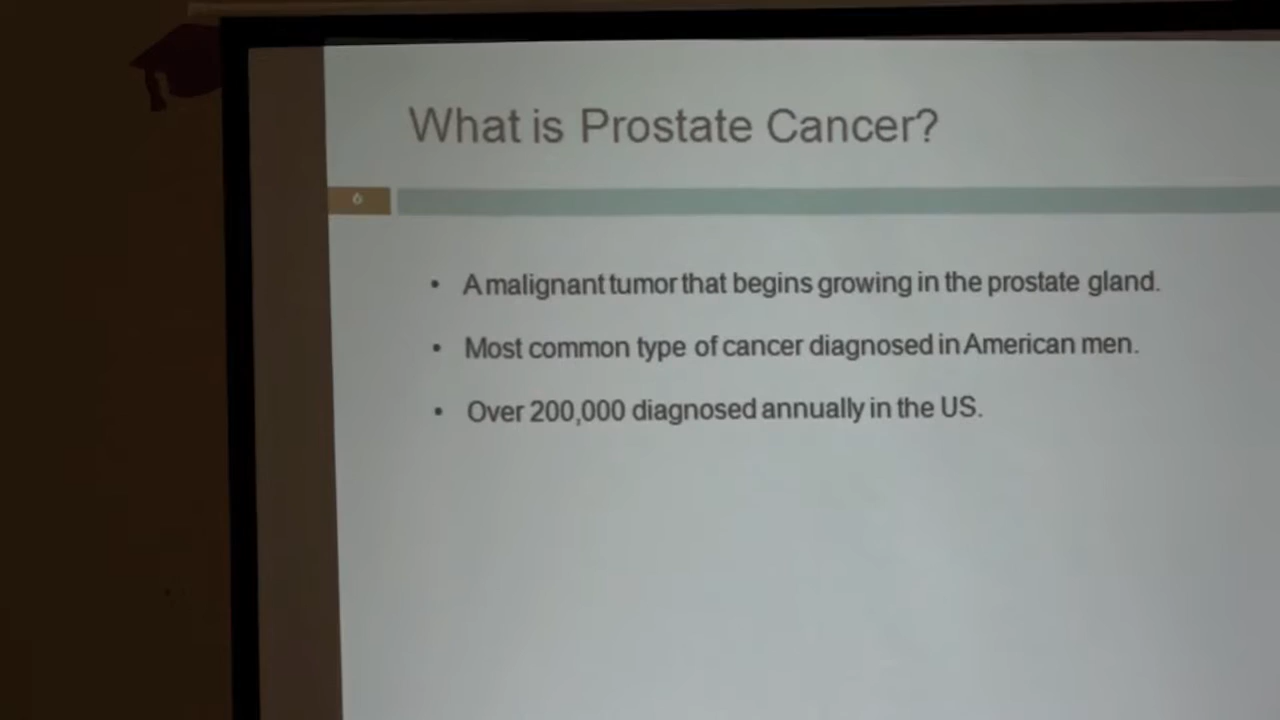 What is Prostate Cancer?
6
• A malignant tumor that begins growing in the prostate gland.
• Most common type of cancer diagnosed in American men.
• Over 200,000 diagnosed annually in the US.